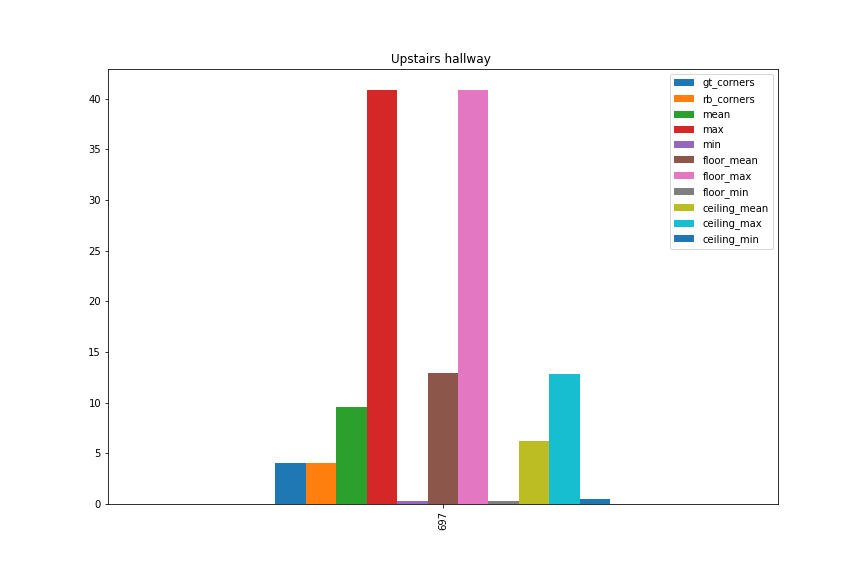 Upstairs hallway
40
35
30
25
20
15
10
5
0
697
gt_corners
rb_corners
mean
max
min
floor_mean
floor_max
floor_min
ceiling_mean
ceiling_max
ceiling_min